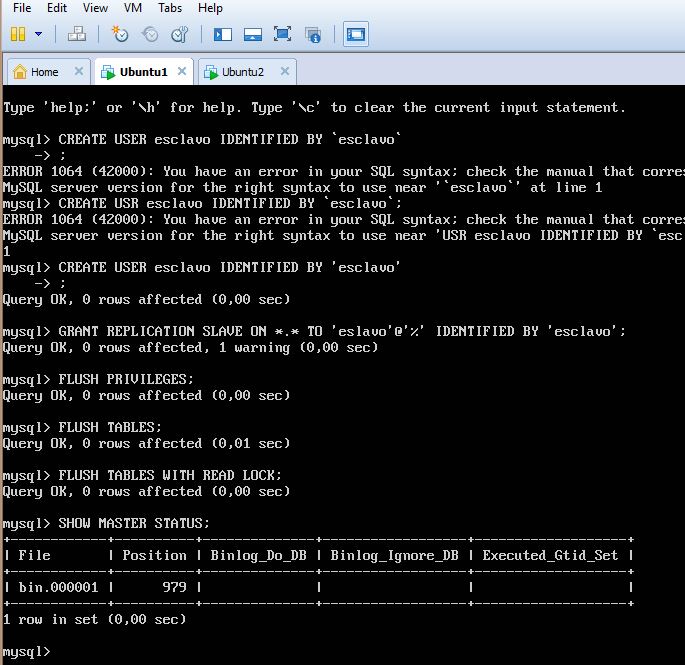 File Edit View VM Tabs Help
Home Ubuntu1 Ubuntu2
Type 'help;' or '\h' for help. Type '\c' to clear the current input statement.
mysql> CREATE USER esclavo IDENTIFIED BY `esclavo`
-> ;
ERROR 1064 (42000): You have an error in your SQL syntax; check the manual that corres
MySQL server version for the right syntax to use near '`esclavo`' at line 1
mysql> CREATE USR esclavo IDENTIFIED BY `esclavo`;
ERROR 1064 (42000): You have an error in your SQL syntax; check the manual that corres
MySQL server version for the right syntax to use near 'USR esclavo IDENTIFIED BY `esc
1
mysql> CREATE USER esclavo IDENTIFIED BY 'esclavo'
-> ;
Query OK, 0 rows affected (0,00 sec)
mysql> GRANT REPLICATION SLAVE ON *.* TO 'eslavo'@'%' IDENTIFIED BY 'esclavo';
Query OK, 0 rows affected, 1 warning (0,00 sec)
mysql> FLUSH PRIVILEGES;
Query OK, 0 rows affected (0,00 sec)
mysql> FLUSH TABLES;
Query OK, 0 rows affected (0,01 sec)
mysql> FLUSH TABLES WITH READ LOCK;
Query OK, 0 rows affected (0,00 sec)
mysql> SHOW MASTER STATUS;
+------------+----------+--------------+------------------+-------------------+
| File | Position | Binlog_Do_DB | Binlog_Ignore_DB | Executed_Gtid_Set |
+------------+----------+--------------+------------------+-------------------+
| bin.000001 | 979 | | | |
+------------+----------+--------------+------------------+-------------------+
1 row in set (0,00 sec)
mysql>